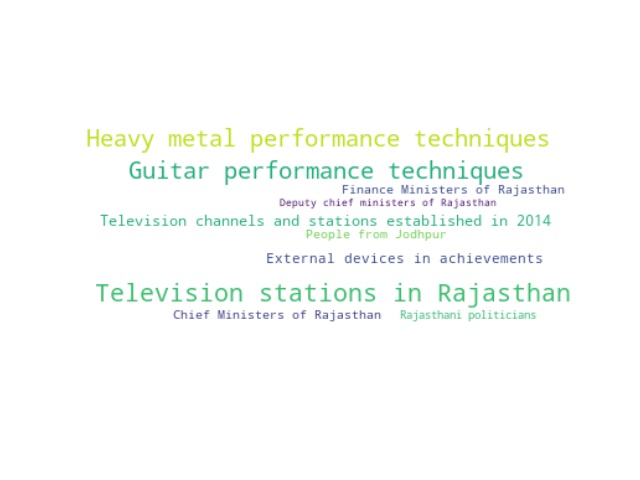 Heavy metal performance techniques
Guitar performance techniques
Finance Ministers of Rajasthan
Deputy chief ministers of Rajasthan
Television channels and stations established in 2014
People from Jodhpur
External devices in achievements
Television stations in Rajasthan
Chief Ministers of Rajasthan Rajasthani politicians